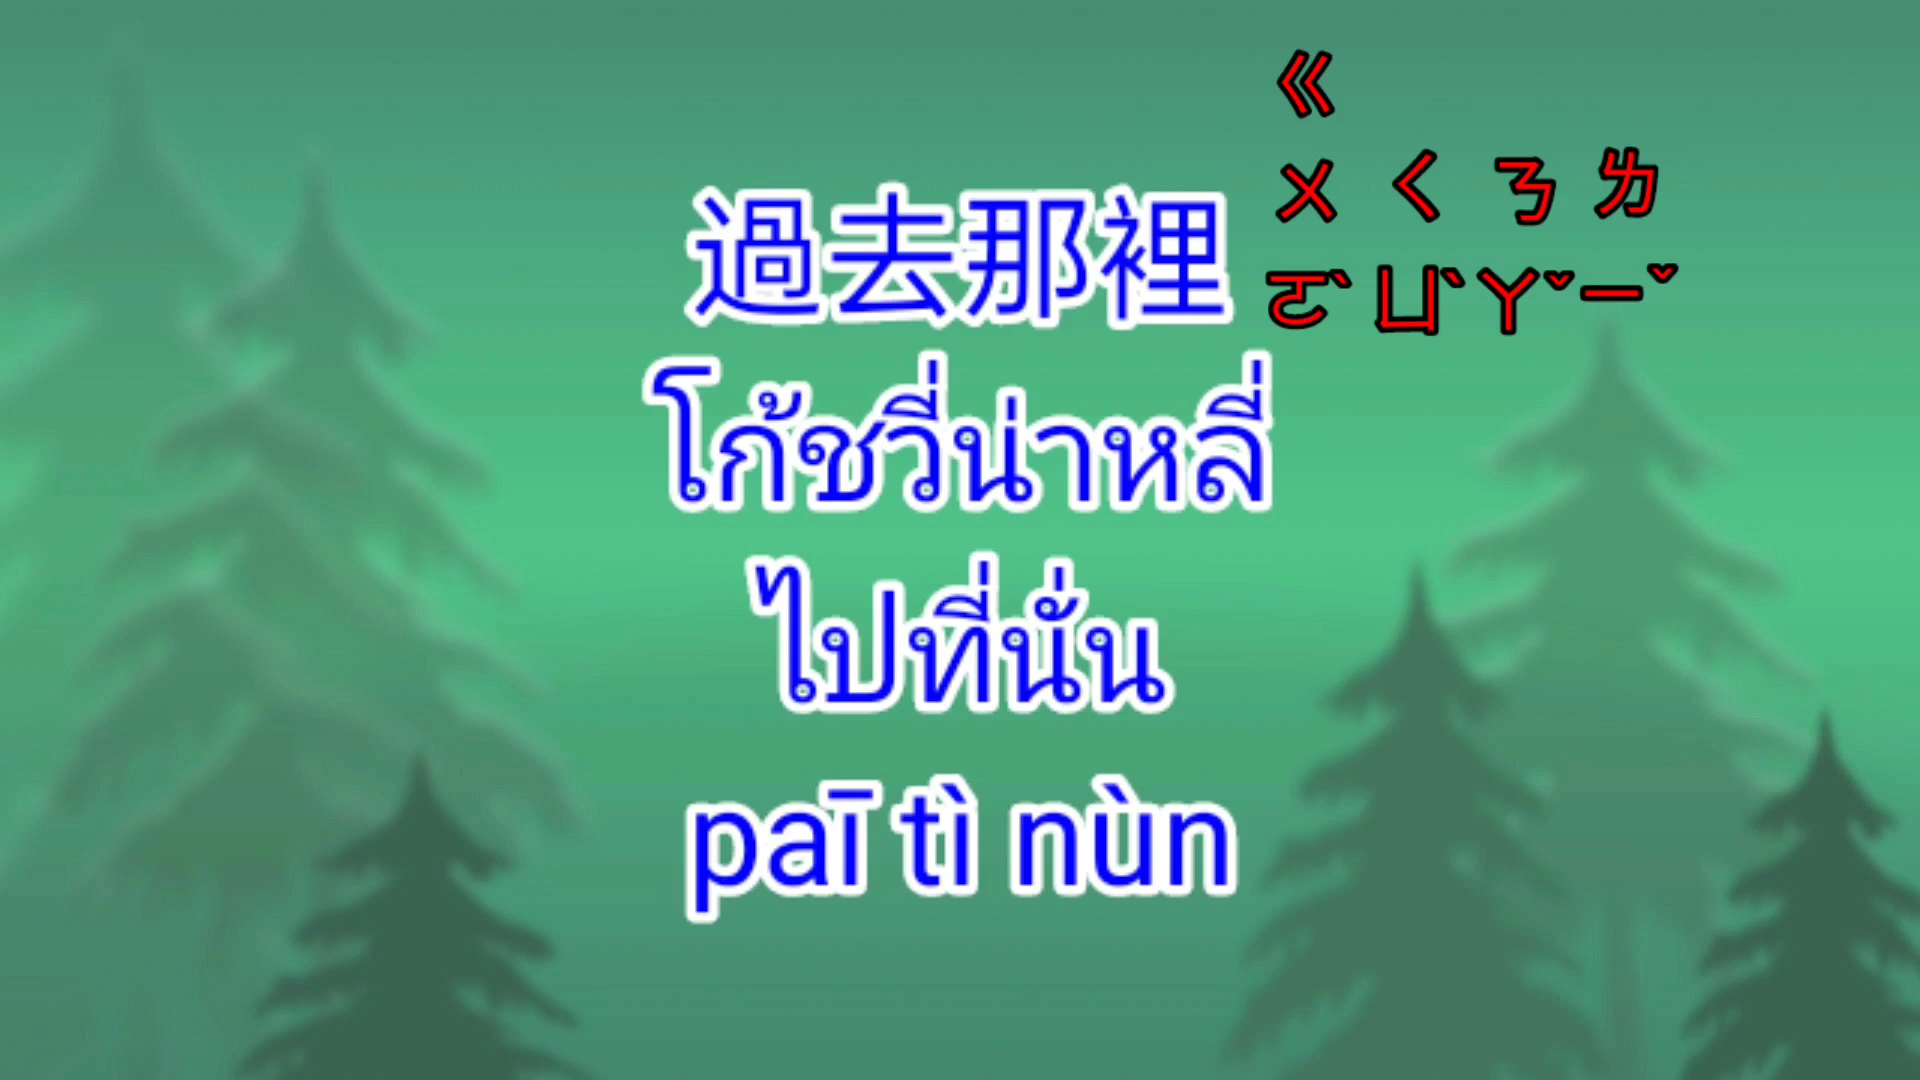 過去那裡
ㄍ
ㄨ ㄑ ㄋ ㄌ
ㄛˋ ㄩˋ ㄚˇ ㄧˇ
โก้ชวี่น่าหลี่
ไปที่นั่น
paī tì nùn